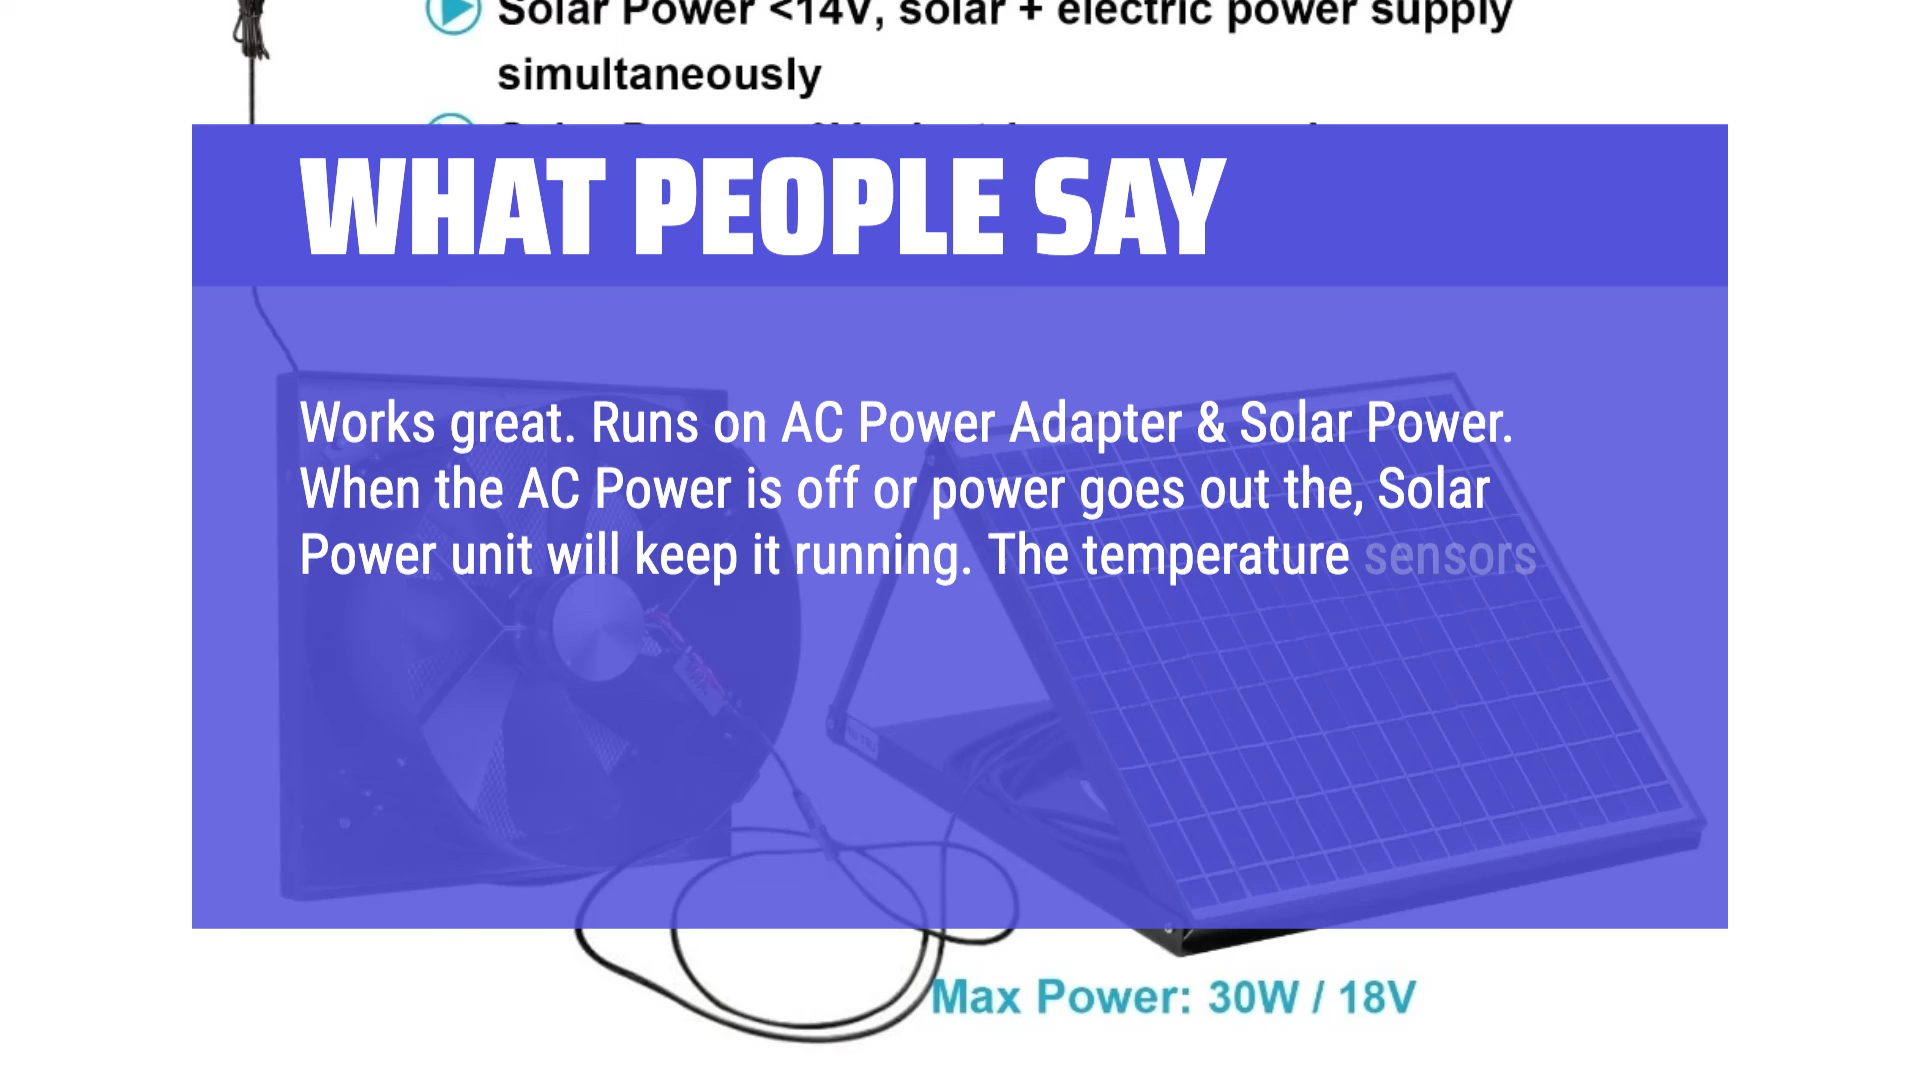 Solar Power <14V, solar + electric power supply
simultaneously
WHAT PEOPLE SAY
Works great. Runs on AC Power Adapter & Solar Power.
When the AC Power is off or power goes out the, Solar
Power unit will keep it running. The temperature sensors
Max Power: 30W / 18V